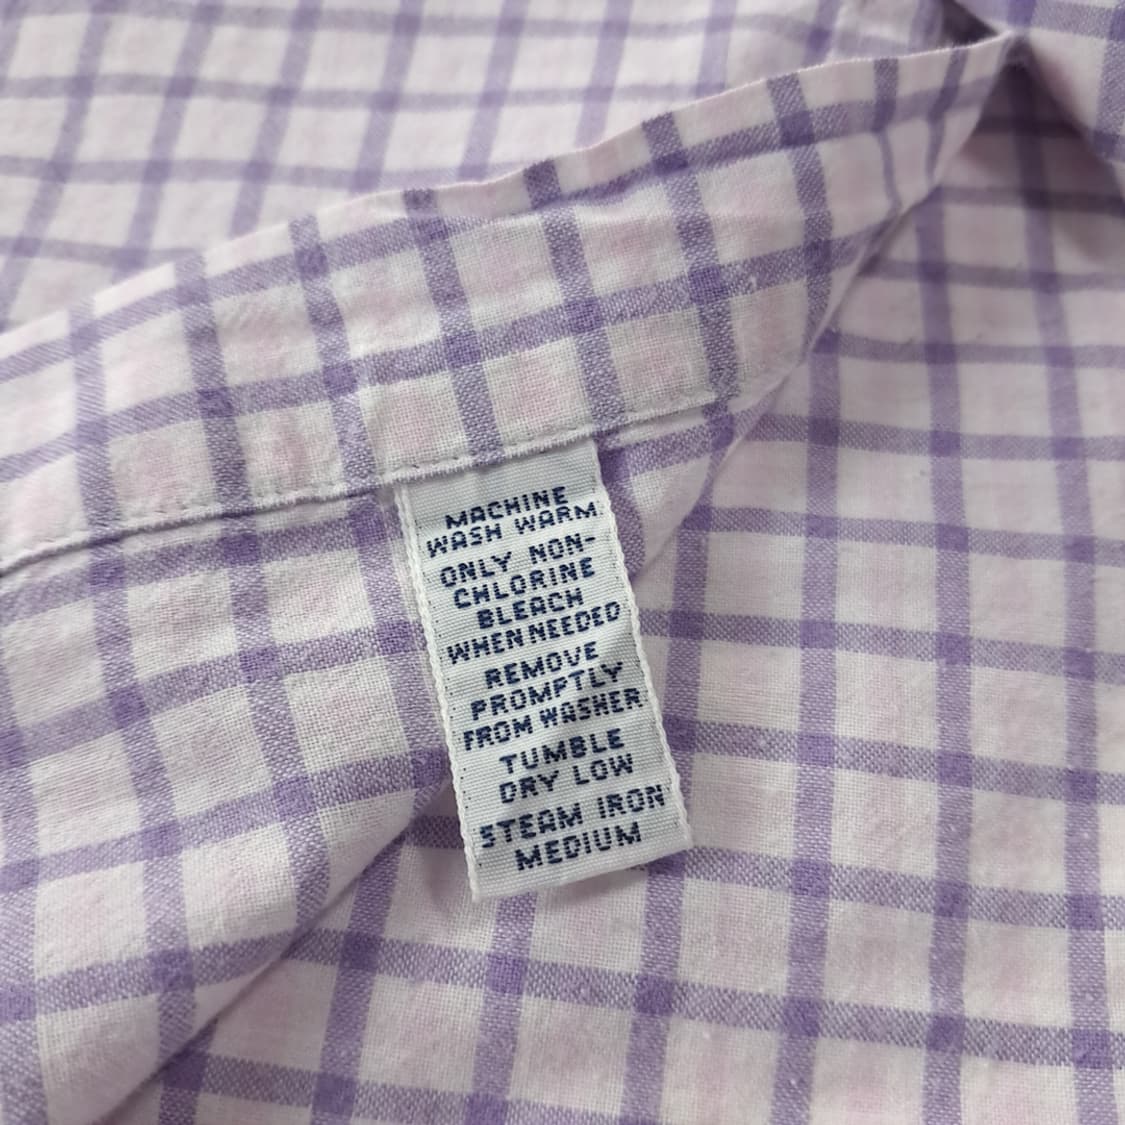 MACHINE
WASH WARM
ONLY NON-
CHLORINE
BLEACH
WHEN NEEDED
REMOVE
PROMPTLY
FROM WASHER
TUMBLE
DRY LOW
STEAM IRON
MEDIUM